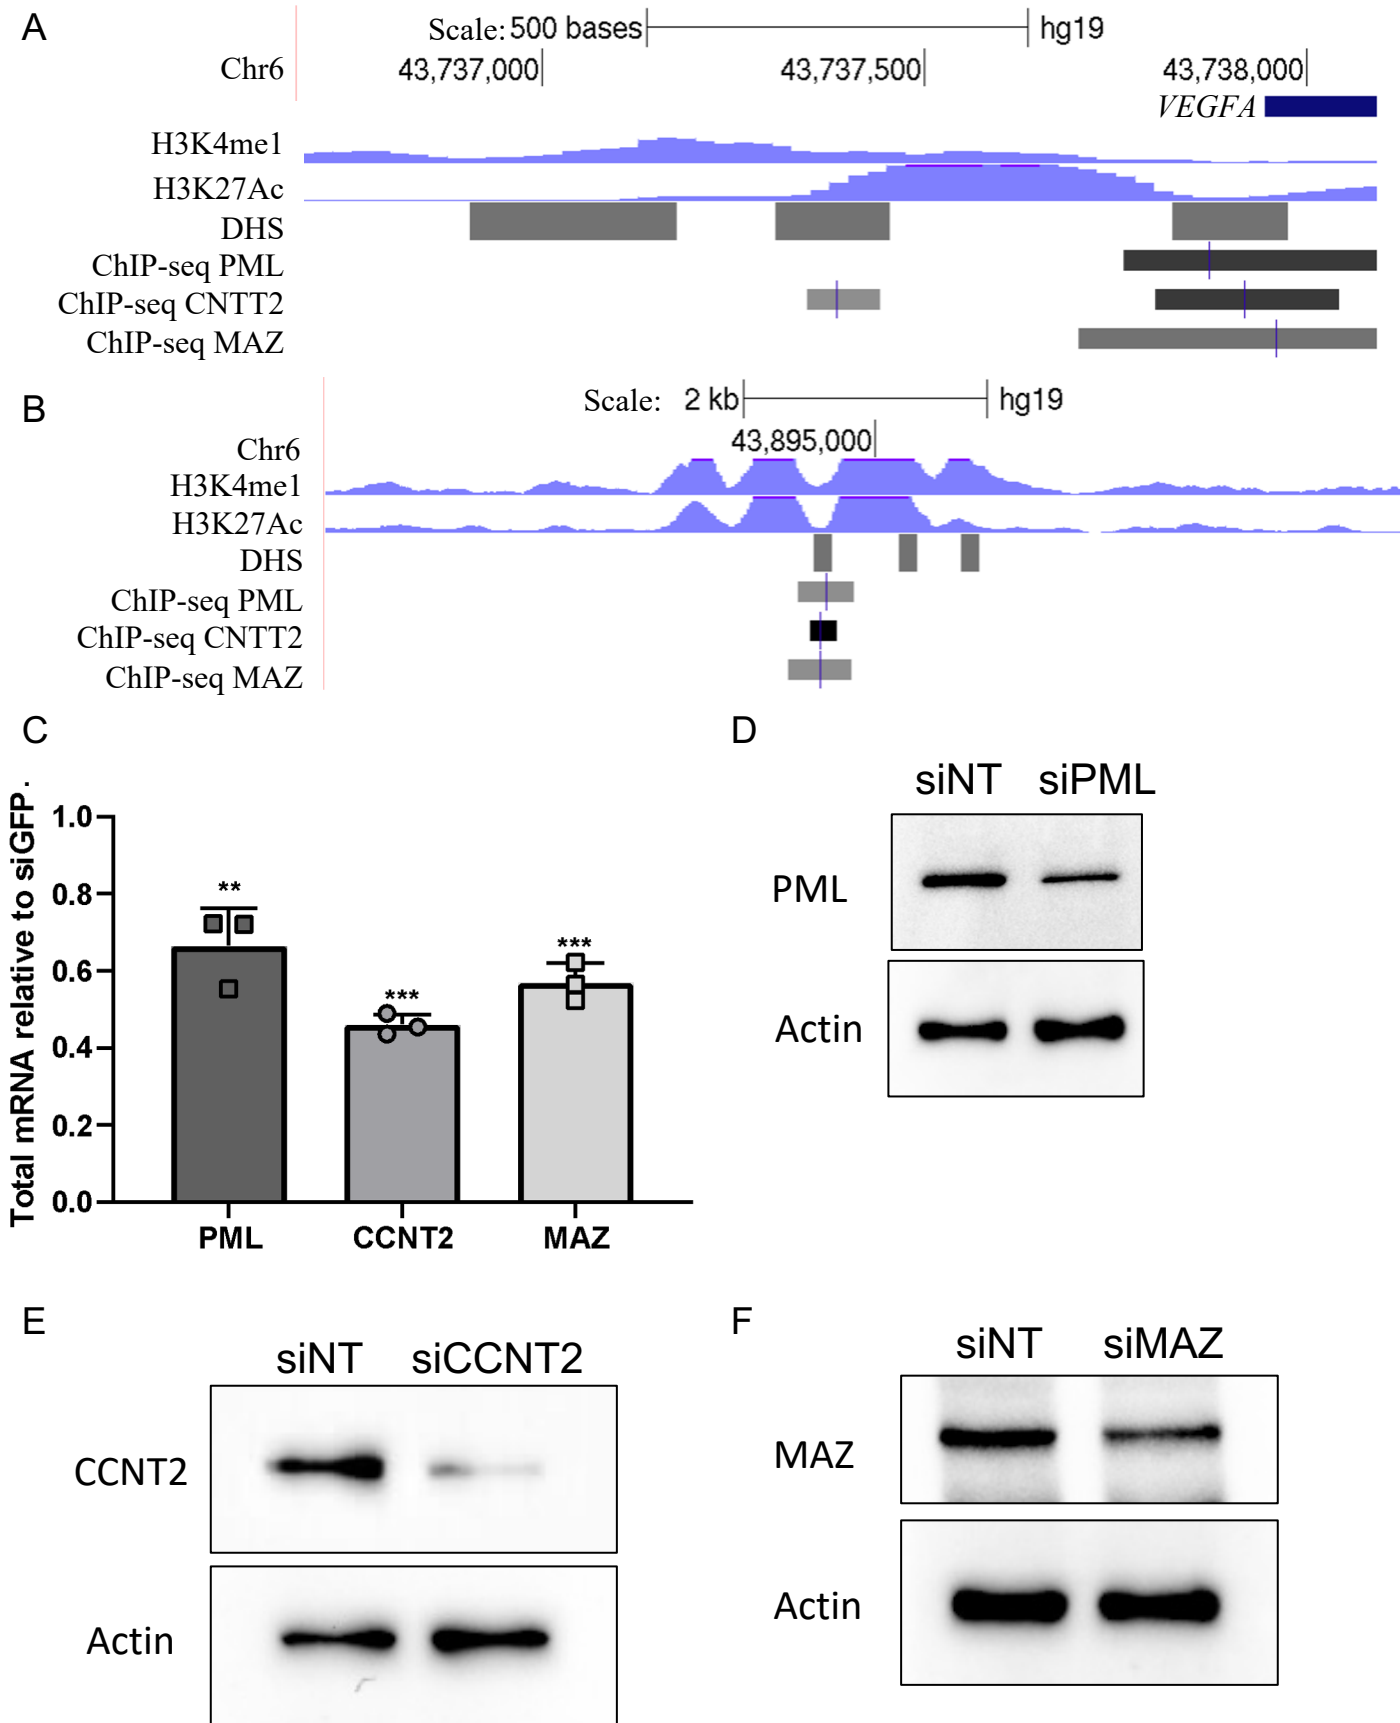 A
Scale: 500 bases hg19
Chr6 43,737,000 43,737,500 43,738,000
VEGFA
H3K4me1
H3K27Ac
DHS
ChIP-seq PML
ChIP-seq CNTT2
ChIP-seq MAZ
B
Scale: 2 kb hg19
43,895,000
Chr6
H3K4me1
H3K27Ac
DHS
ChIP-seq PML
ChIP-seq CNTT2
ChIP-seq MAZ
C
Total mRNA relative to siGFP.
1.0
0.8
0.6
0.4
0.2
0.0
**
***
***
PML CCNT2 MAZ
D
siNT siPML
PML
Actin
E
siNT siCCNT2
CCNT2
Actin
F
siNT siMAZ
MAZ
Actin